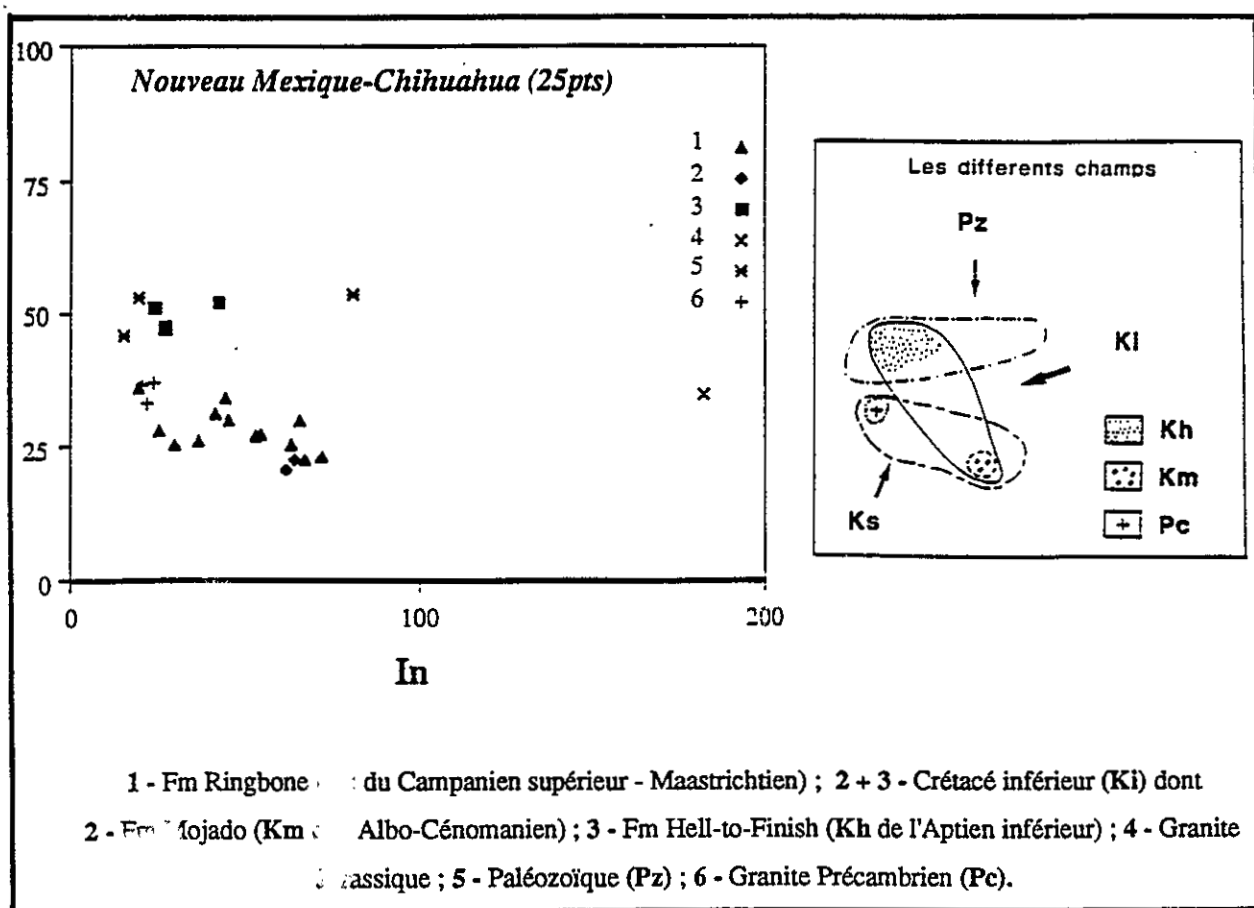 100
Nouveau Mexique-Chihuahua (25pts)
1
2
3
4
5
6
75
50
25
0
0
100
200
In
Les differents champs
Pz
Ki
Kh
Km
Pc
Ks
1 - Fm Ringbone du Campanien supérieur - Maastrichtien) ; 2 + 3 - Crétacé inférieur (Ki) dont
2 - Fm (Km Albo-Cénomanien) ; 3 - Fm Hell-to-Finish (Kh de l'Aptien inférieur) ; 4 - Granite
; 5 - Paléozoïque (Pz) ; 6 - Granite Précambrien (Pc).